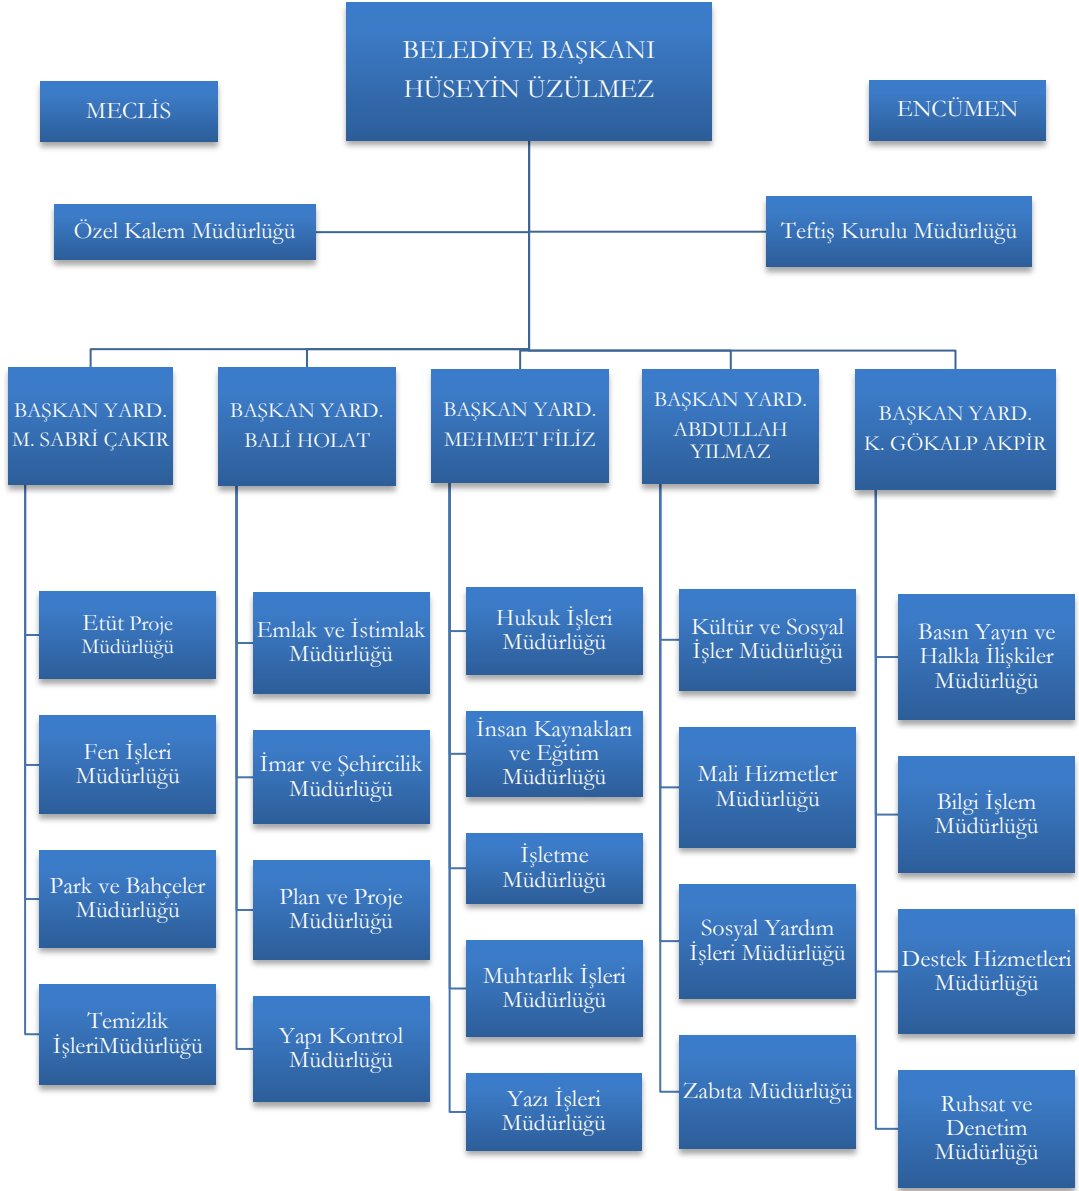 BELEDİYE BAŞKANI
HÜSEYİN ÜZÜLMEZ
MECLİS
ENCÜMEN
Özel Kalem Müdürlüğü
Teftiş Kurulu Müdürlüğü
BAŞKAN YARD.
M. SABRİ ÇAKIR
BAŞKAN YARD.
BALİ HOLAT
BAŞKAN YARD.
MEHMET FİLİZ
BAŞKAN YARD.
ABDULLAH
YILMAZ
BAŞKAN YARD.
K. GÖKALP AKPİR
Etüt Proje
Müdürlüğü
Fen İşleri
Müdürlüğü
Park ve Bahçeler
Müdürlüğü
Temizlik
İşleriMüdürlüğü
Emlak ve İstimlak
Müdürlüğü
İmar ve Şehircilik
Müdürlüğü
Plan ve Proje
Müdürlüğü
Yapı Kontrol
Müdürlüğü
Hukuk İşleri
Müdürlüğü
İnsan Kaynakları
ve Eğitim
Müdürlüğü
İşletme
Müdürlüğü
Muhtarlık İşleri
Müdürlüğü
Yazı İşleri
Müdürlüğü
Kültür ve Sosyal
İşler Müdürlüğü
Mali Hizmetler
Müdürlüğü
Sosyal Yardım
İşleri Müdürlüğü
Zabıta Müdürlüğü
Basın Yayın ve
Halkla İlişkiler
Müdürlüğü
Bilgi İşlem
Müdürlüğü
Destek Hizmetleri
Müdürlüğü
Ruhsat ve
Denetim
Müdürlüğü